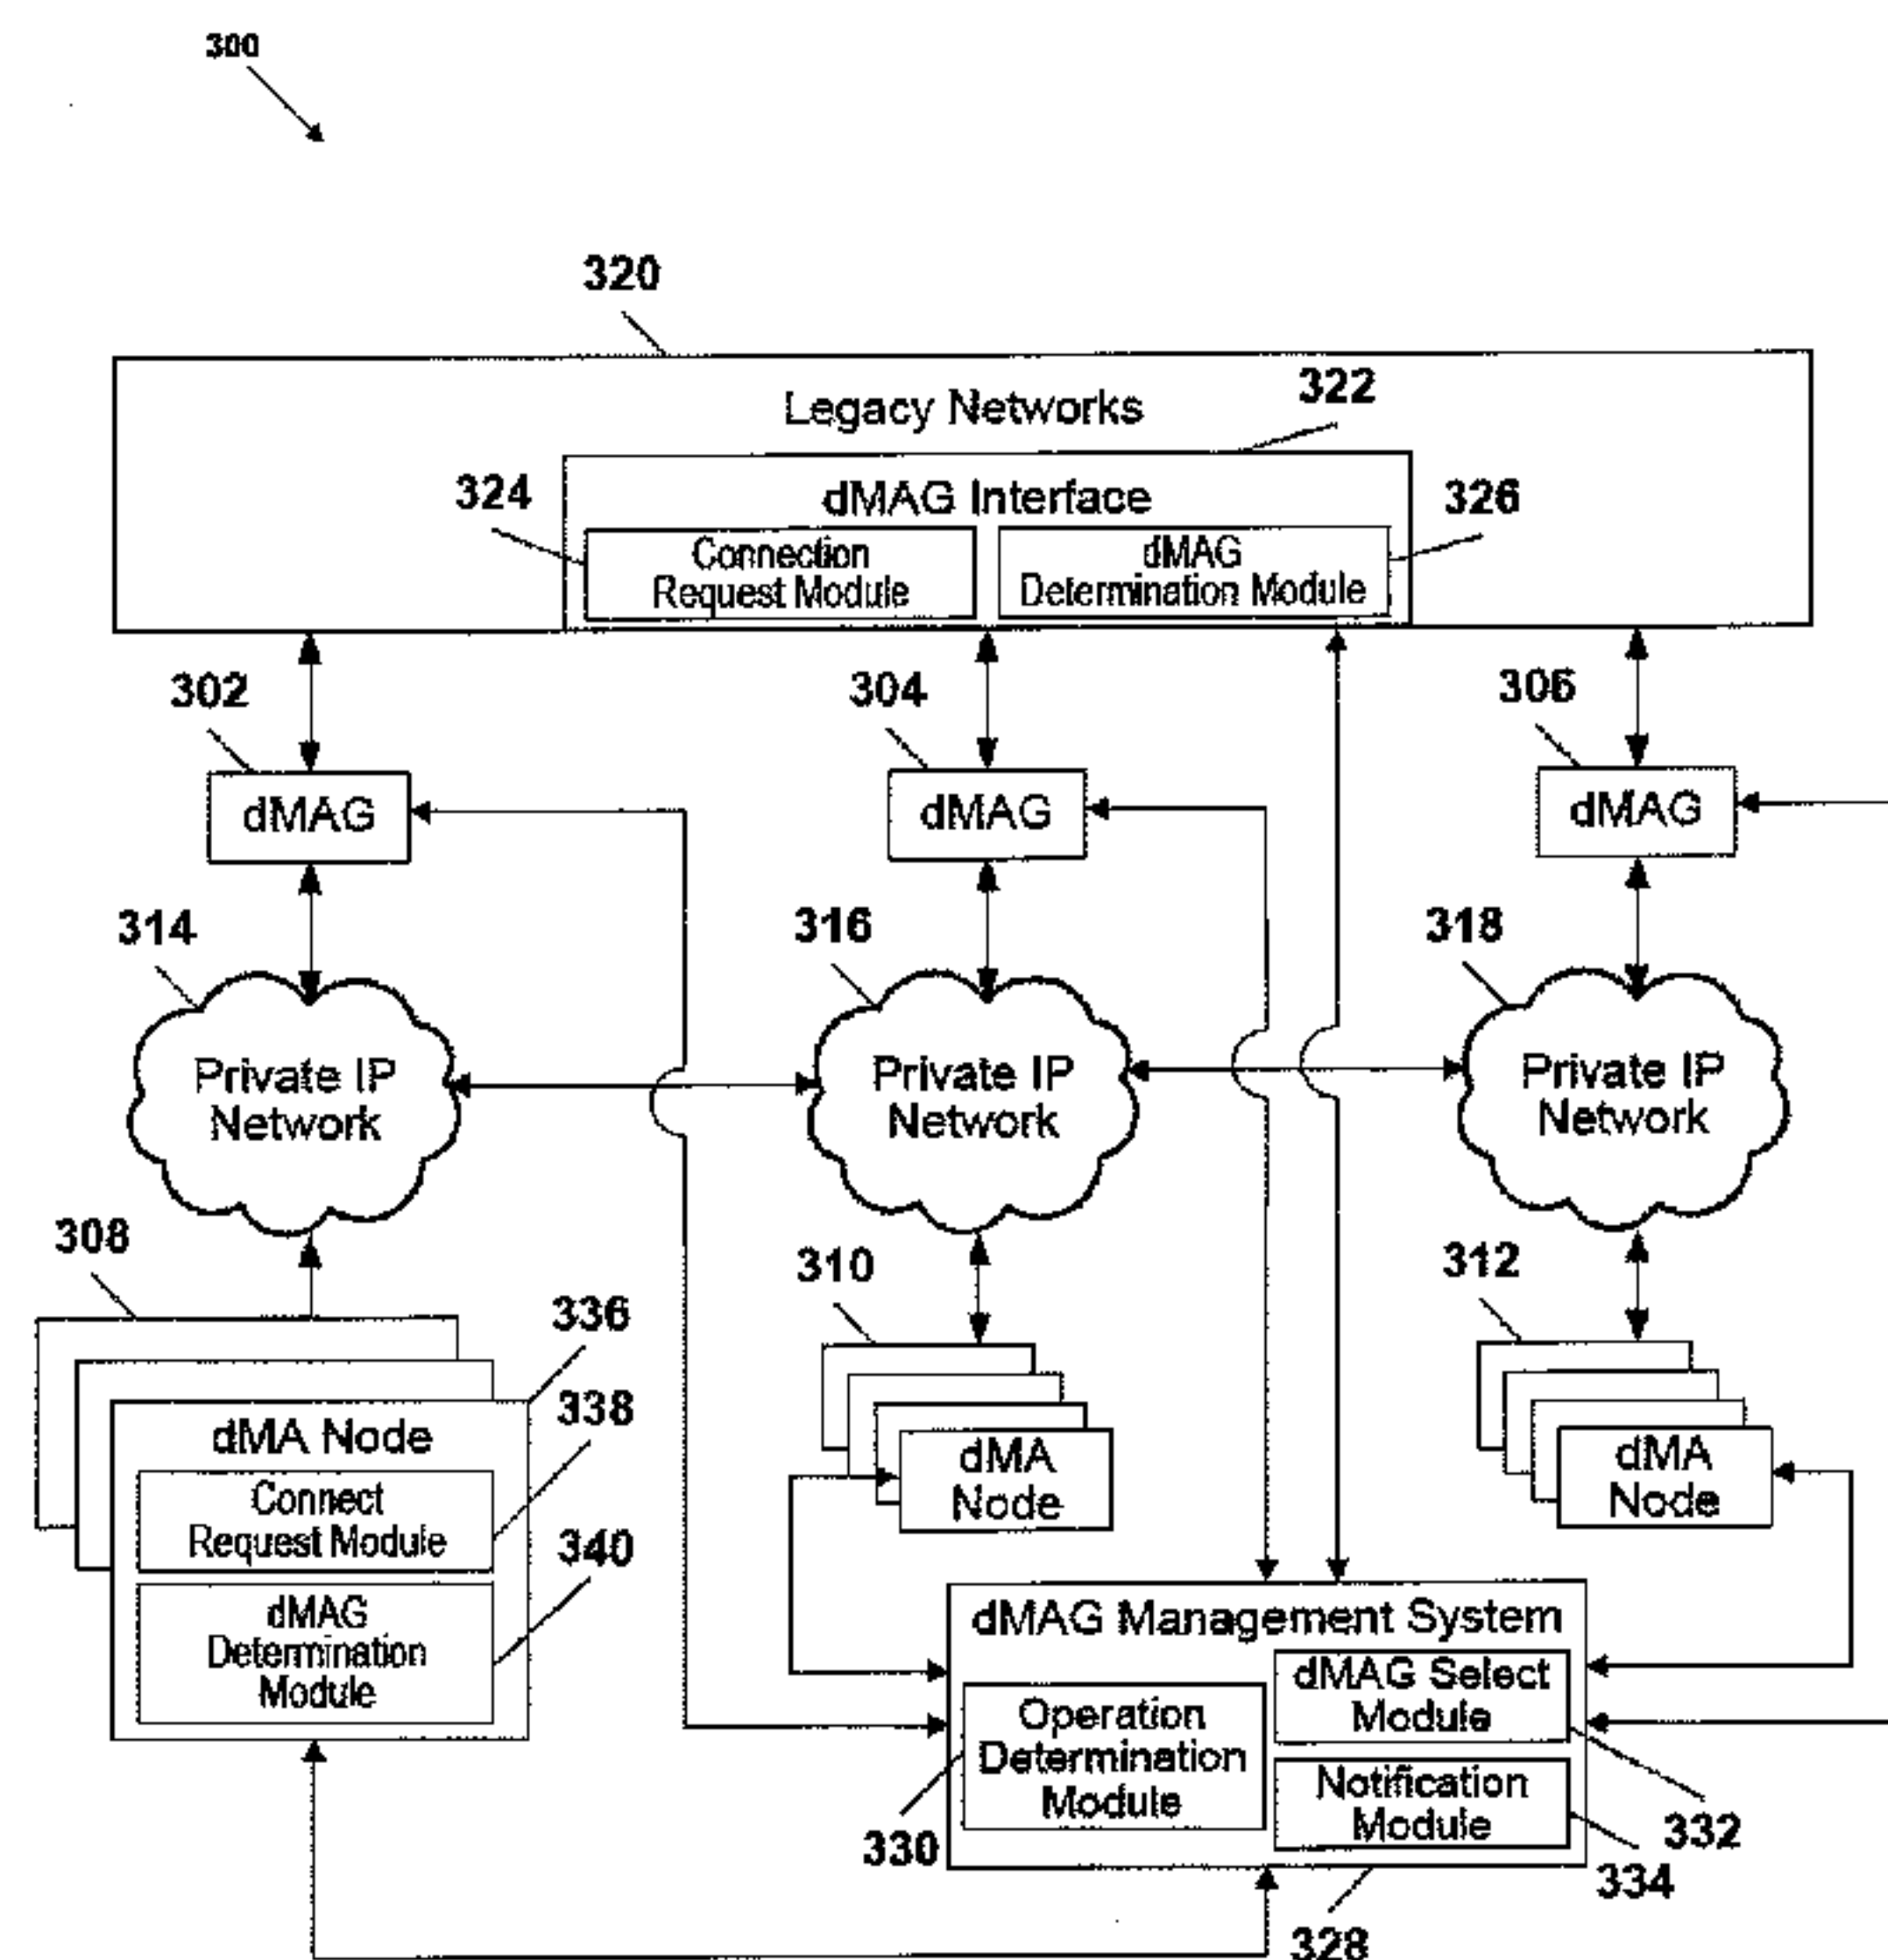 300
320
Legacy Networks
322
dMAG Interface
324
326
Connection
Request Module
dMAG
Determination Module
302
304
306
dMAG
dMAG
dMAG
314
316
318
Private IP
Network
Private IP
Network
Private IP
Network
308
310
312
336
338
dMA Node
Connect
Request Module
340
dMAG
Determination
Module
dMA
Node
dMA
Node
dMAG Management System
dMAG Select
Module
Operation
Determination
Module
Notification
Module
330
332
334
328